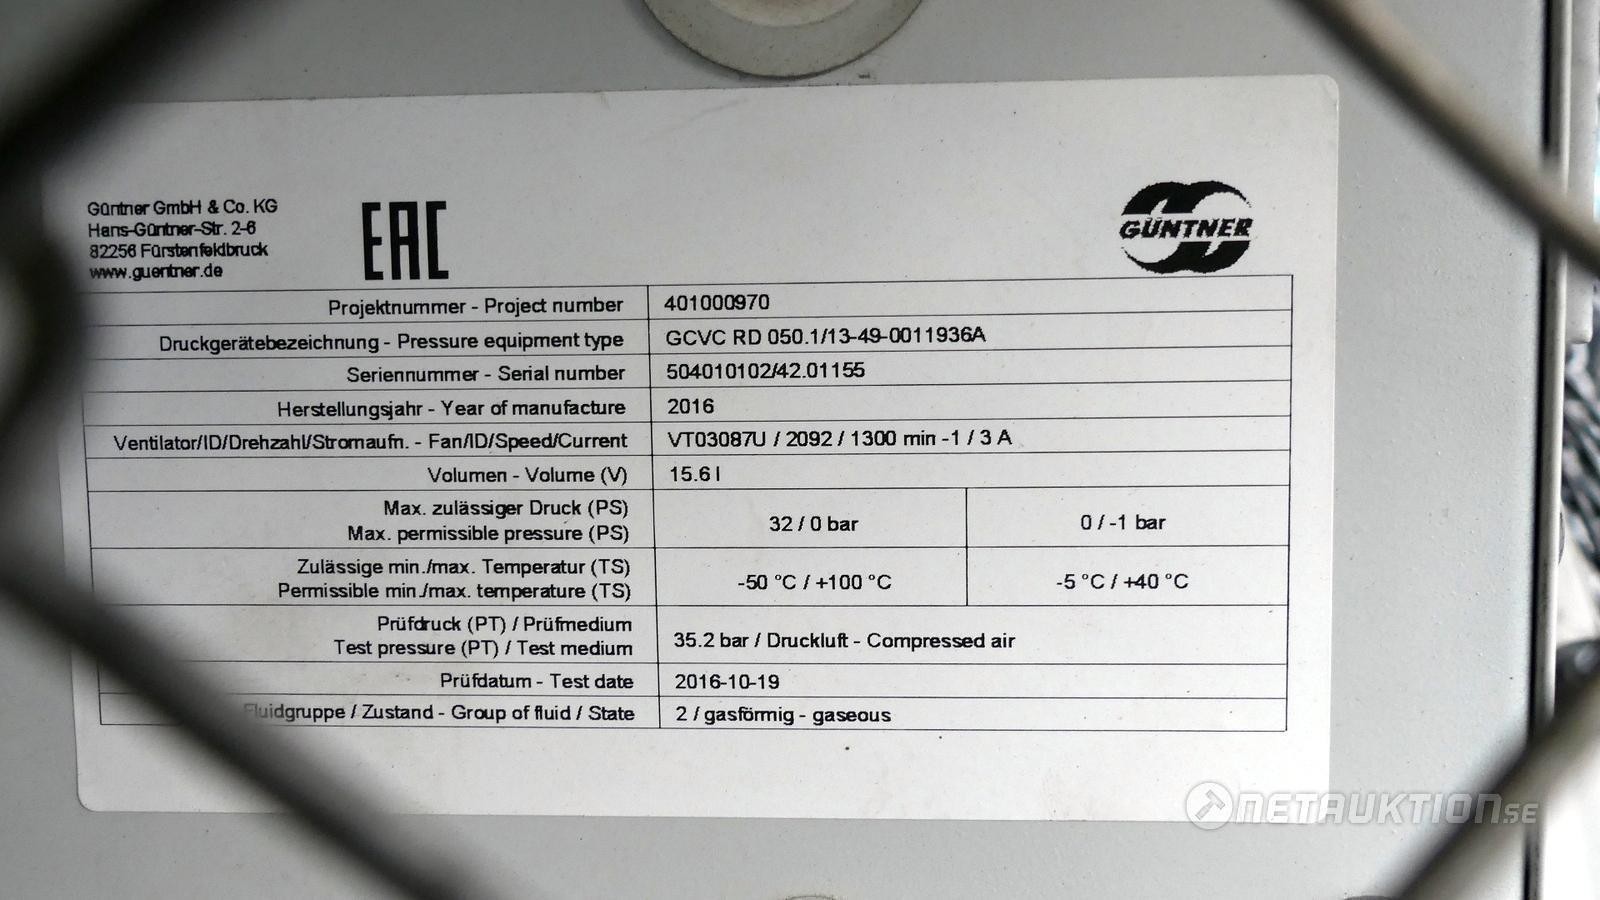 Güntner GmbH & Co. KG
Hans-Güntner-Str. 2-6
82256 Fürstenfeldbruck
www.guentner.de
EAC
GÜNTNER
Projektnummer - Project number 401000970
Druckgerätebezeichnung - Pressure equipment type GCVC RD 050.1/13-49-0011936A
Seriennummer - Serial number 504010102/42.01155
Herstellungsjahr - Year of manufacture 2016
Ventilator/ID/Drehzahl/Stromaufn. - Fan/ID/Speed/Current VT03087U / 2092 / 1300 min -1 / 3 A
Volumen - Volume (V) 15.6 l
Max. zulässiger Druck (PS)
Max. permissible pressure (PS)
32 / 0 bar 0 / -1 bar
Zulässige min./max. Temperatur (TS)
Permissible min./max. temperature (TS)
-50 °C / +100 °C -5 °C / +40 °C
Prüfdruck (PT) / Prüfmedium
Test pressure (PT) / Test medium
35.2 bar / Druckluft - Compressed air
Prüfdatum - Test date 2016-10-19
Fluidgruppe / Zustand - Group of fluid / State 2 / gasförmig - gaseous
NETAUKTION.SE